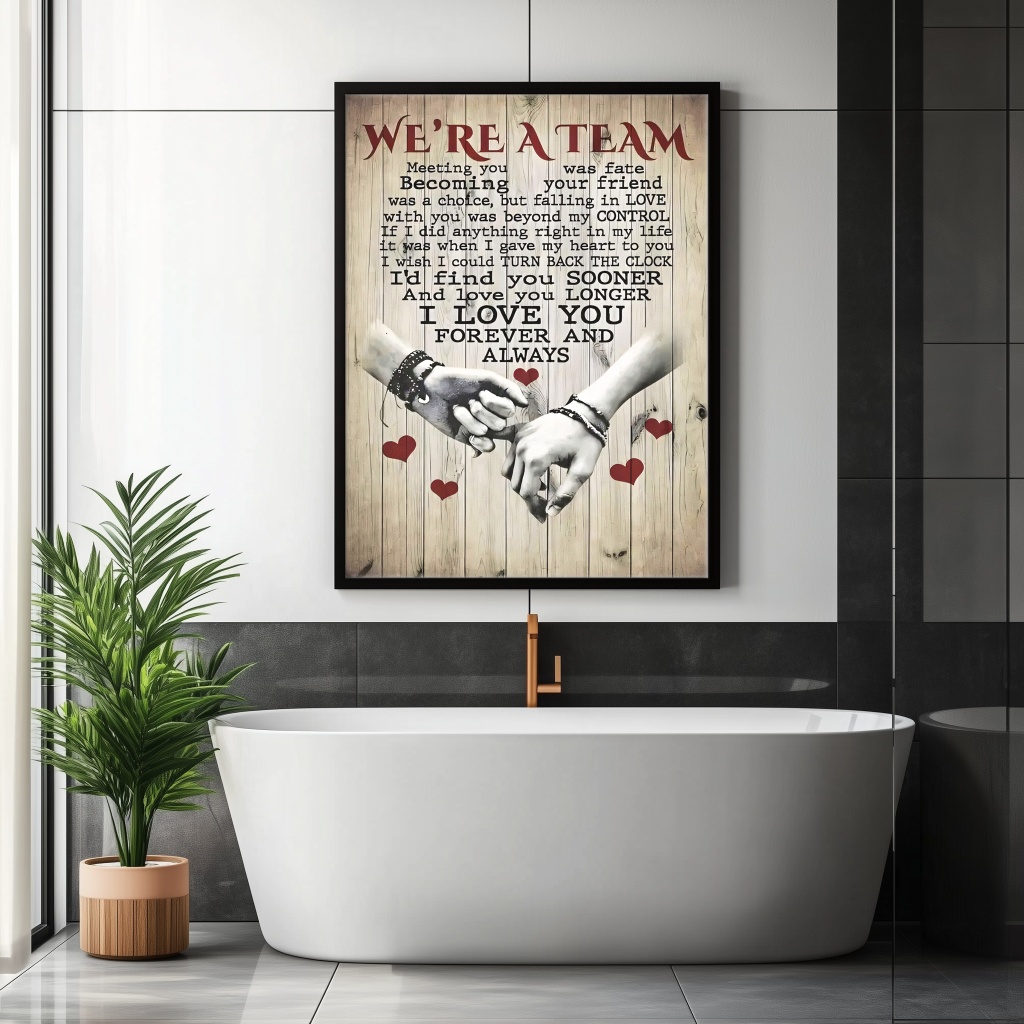 WE'RE A TEAM
Meeting you was fate
Becoming your friend
was a choice, but falling in LOVE
with you was beyond my CONTROL
If I did anything right in my life
it was when I gave my heart to you
I wish I could TURN BACK THE CLOCK
I'd find you SOONER
And love you LONGER
I LOVE YOU
FOREVER AND
ALWAYS